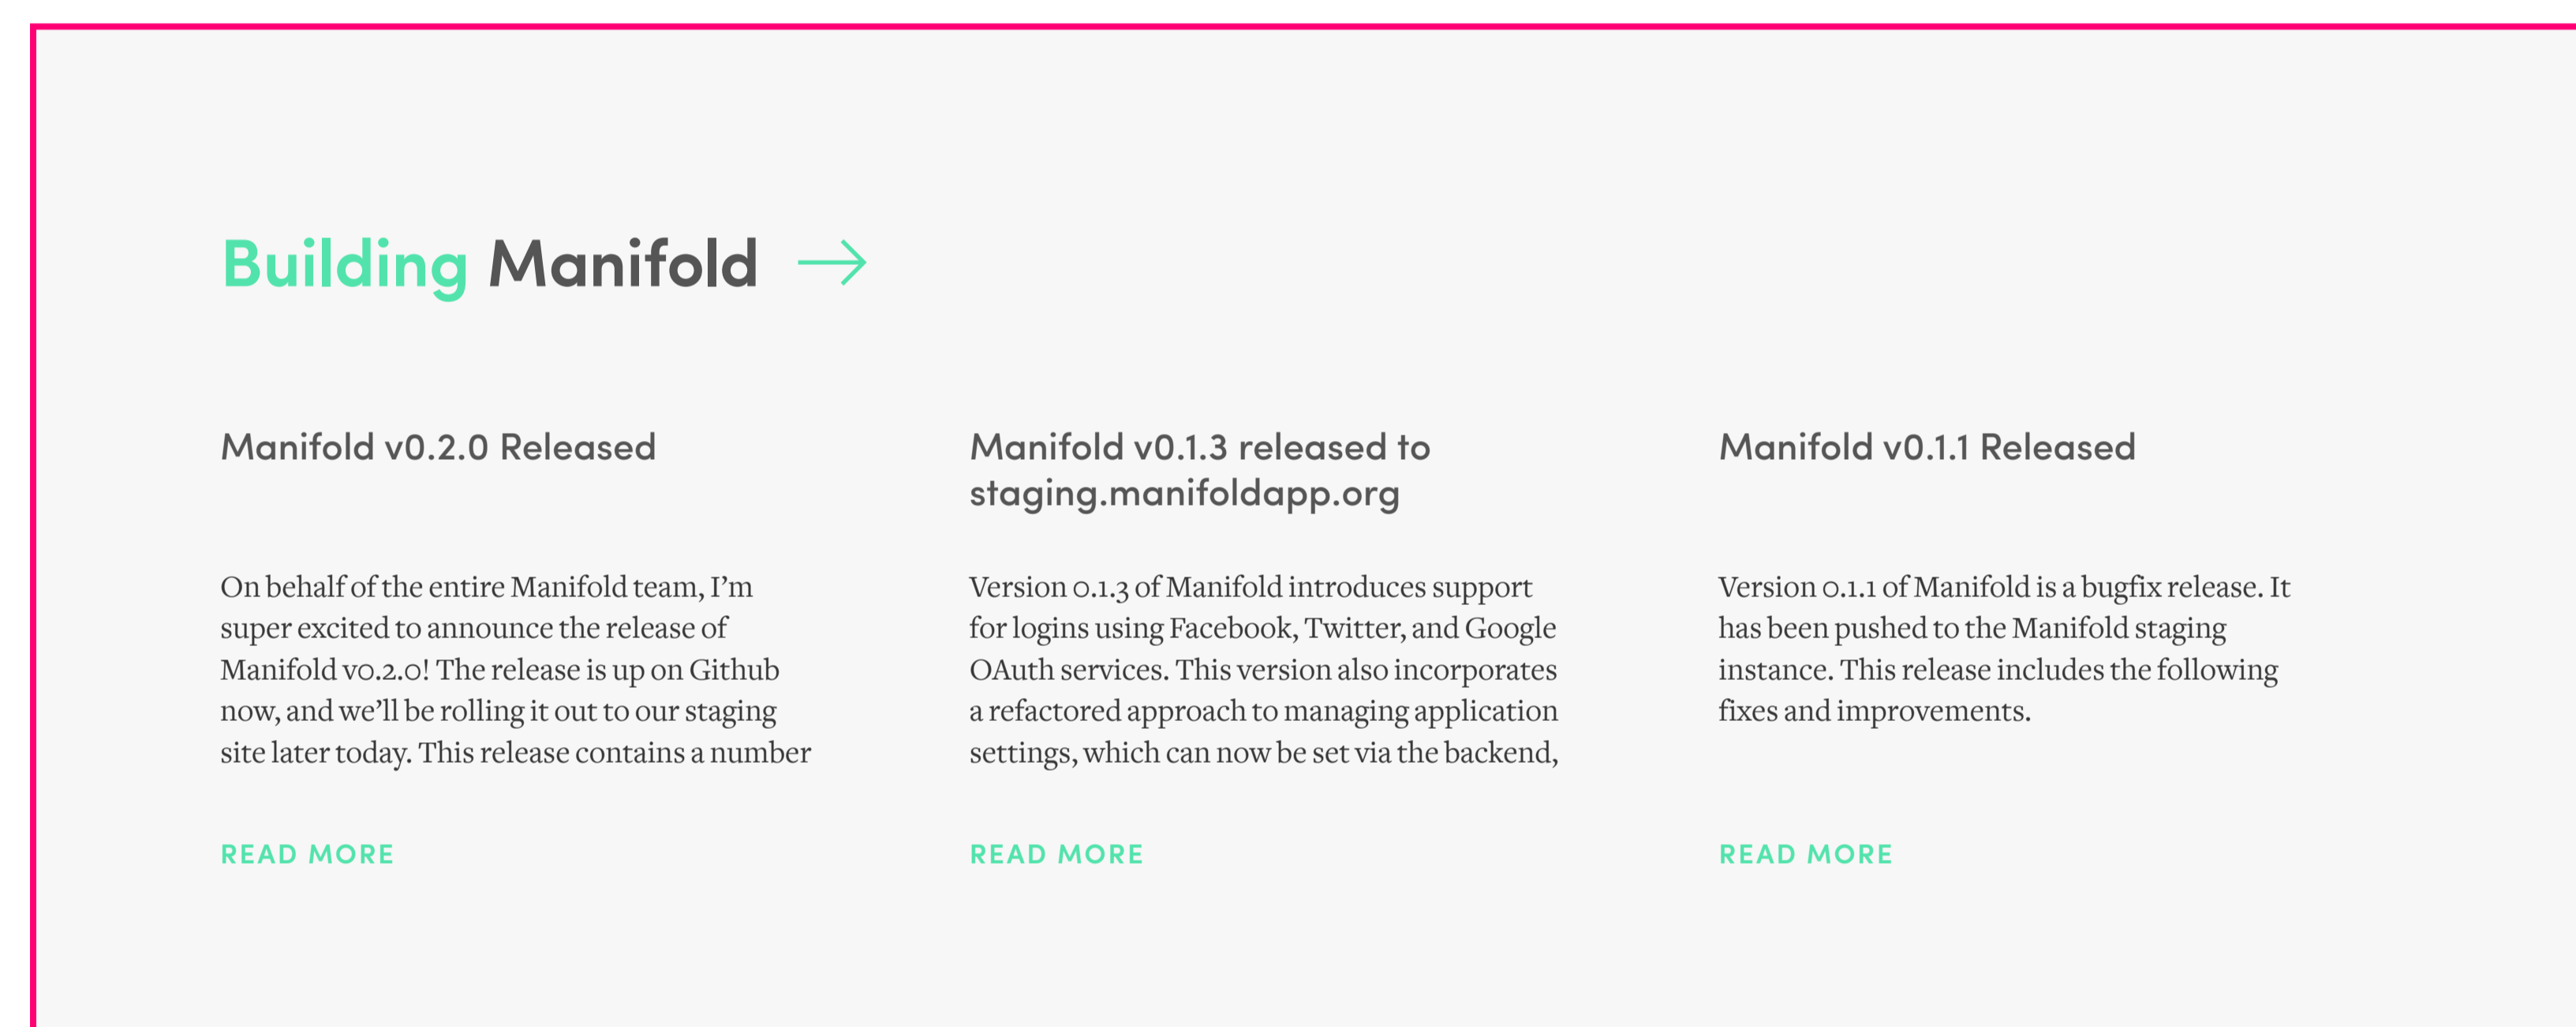 Building Manifold →
Manifold v0.2.0 Released
On behalf of the entire Manifold team, I’m
super excited to announce the release of
Manifold v0.2.0! The release is up on Github
now, and we’ll be rolling it out to our staging
site later today. This release contains a number
READ MORE
Manifold v0.1.3 released to
staging.manifoldapp.org
Version 0.1.3 of Manifold introduces support
for logins using Facebook, Twitter, and Google
OAuth services. This version also incorporates
a refactored approach to managing application
settings, which can now be set via the backend,
READ MORE
Manifold v0.1.1 Released
Version 0.1.1 of Manifold is a bugfix release. It
has been pushed to the Manifold staging
instance. This release includes the following
fixes and improvements.
READ MORE